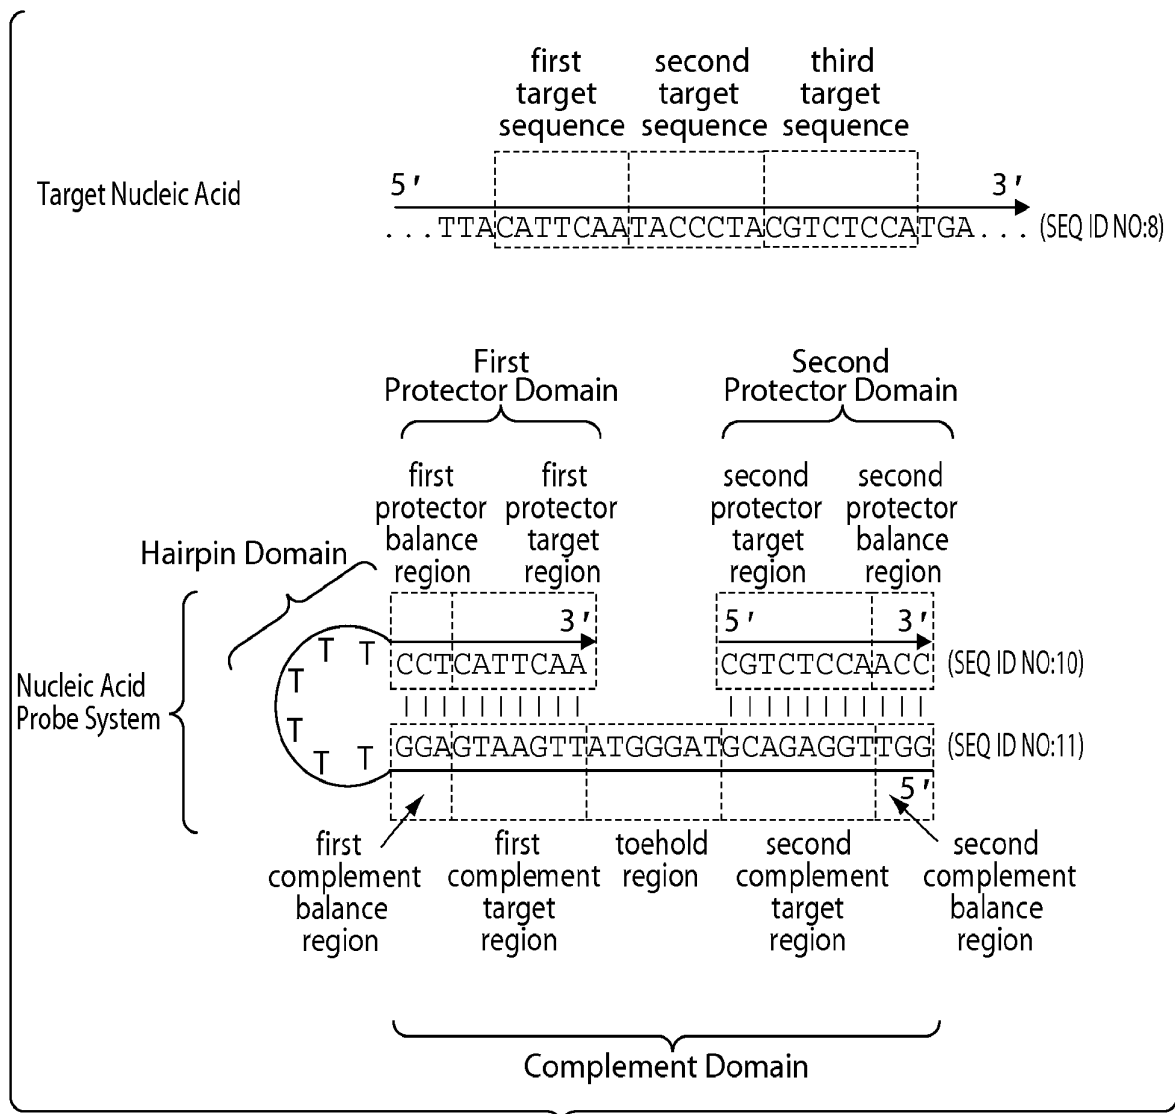 first target sequence
second target sequence
third target sequence
Target Nucleic Acid
5 ' 3 '
...TTACATTCAATACCCTACGTCTCCATGA... (SEQ ID NO:8)
First Protector Domain
Second Protector Domain
first protector balance region
first protector target region
second protector target region
second protector balance region
Hairpin Domain
Nucleic Acid Probe System
3 '
5 ' 3 '
T T T T T T
CCTCATTCAA
CGTCTCCAACC (SEQ ID NO:10)
GGAGTAAGTTATGGGATGCAGAGGTTGG (SEQ ID NO:11)
5 '
first complement balance region
first complement target region
toehold region
second complement target region
second complement balance region
Complement Domain